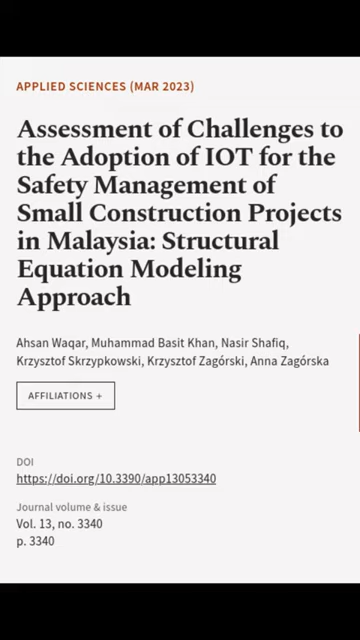 APPLIED SCIENCES (MAR 2023)
Assessment of Challenges to
the Adoption of IOT for the
Safety Management of
Small Construction Projects
in Malaysia: Structural
Equation Modeling
Approach
Ahsan Waqar, Muhammad Basit Khan, Nasir Shafiq,
Krzysztof Skrzypkowski, Krzysztof Zagórski, Anna Zagórska
AFFILIATIONS +
DOI
https://doi.org/10.3390/app13053340
Journal volume & issue
Vol. 13, no. 3340
p. 3340